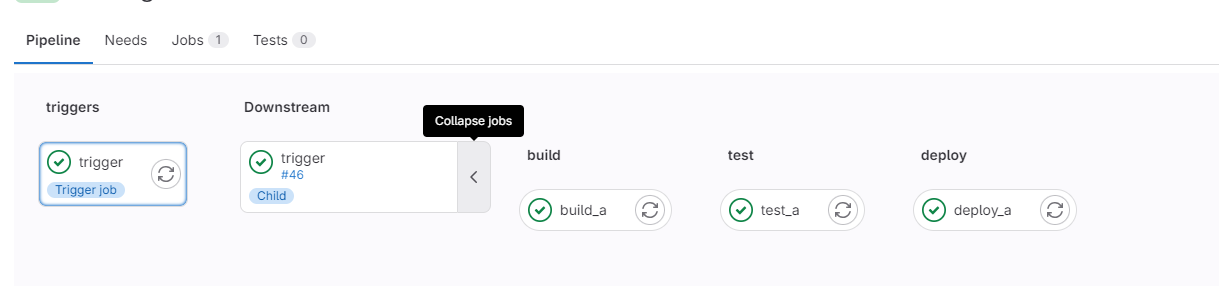 Pipeline Needs Jobs 1 Tests 0
triggers
Downstream
Collapse jobs
trigger
Trigger job
trigger
#46
Child
build
test
deploy
build_a
test_a
deploy_a